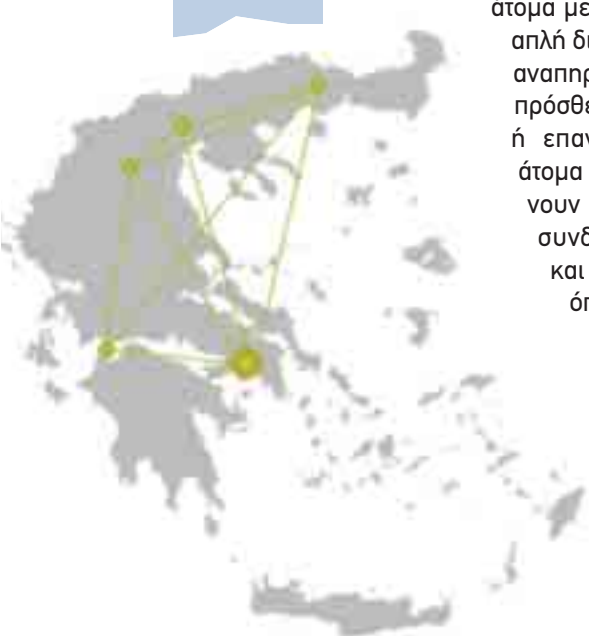 άτομα με
απλή δι
αναπηρ
πρόσθε
ή επαν
άτομα
νουν
συνδ
και
όπ